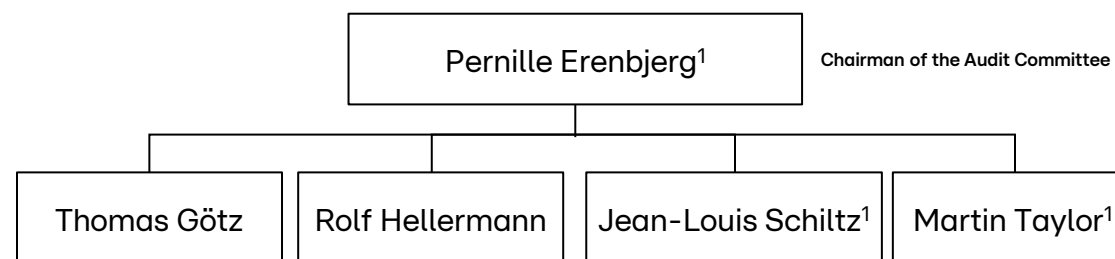 Pernille Erenbjerg¹
Chairman of the Audit Committee
Thomas Götz
Rolf Hellermann
Jean-Louis Schiltz¹
Martin Taylor¹